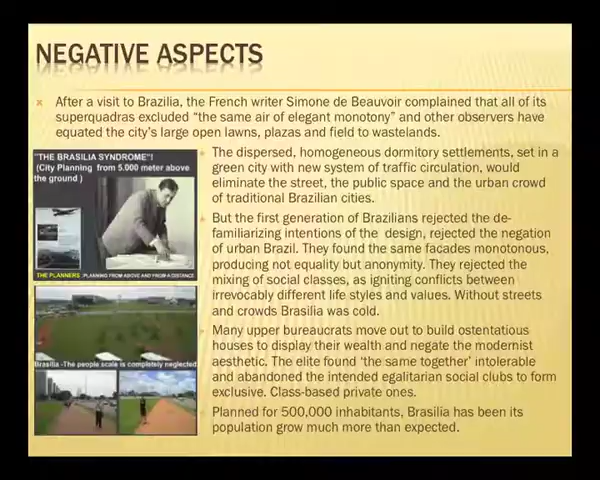 NEGATIVE ASPECTS
After a visit to Brazilia, the French writer Simone de Beauvoir complained that all of its
superquadras excluded “the same air of elegant monotony” and other observers have
equated the city’s large open lawns, plazas and field to wastelands.
"THE BRASILIA SYNDROME"!
(City Planning from 5.000 meter above
the ground )
THE PLANNERS : PLANNING FROM ABOVE AND FROM A DISTANCE
Brasilia -The people scale is completely neglected
The dispersed, homogeneous dormitory settlements, set in a
green city with new system of traffic circulation, would
eliminate the street, the public space and the urban crowd
of traditional Brazilian cities.
But the first generation of Brazilians rejected the de-
familiarizing intentions of the design, rejected the negation
of urban Brazil. They found the same facades monotonous,
producing not equality but anonymity. They rejected the
mixing of social classes, as igniting conflicts between
irrevocably different life styles and values. Without streets
and crowds Brasilia was cold.
Many upper bureaucrats move out to build ostentatious
houses to display their wealth and negate the modernist
aesthetic. The elite found ‘the same together’ intolerable
and abandoned the intended egalitarian social clubs to form
exclusive. Class-based private ones.
Planned for 500,000 inhabitants, Brasilia has been its
population grow much more than expected.